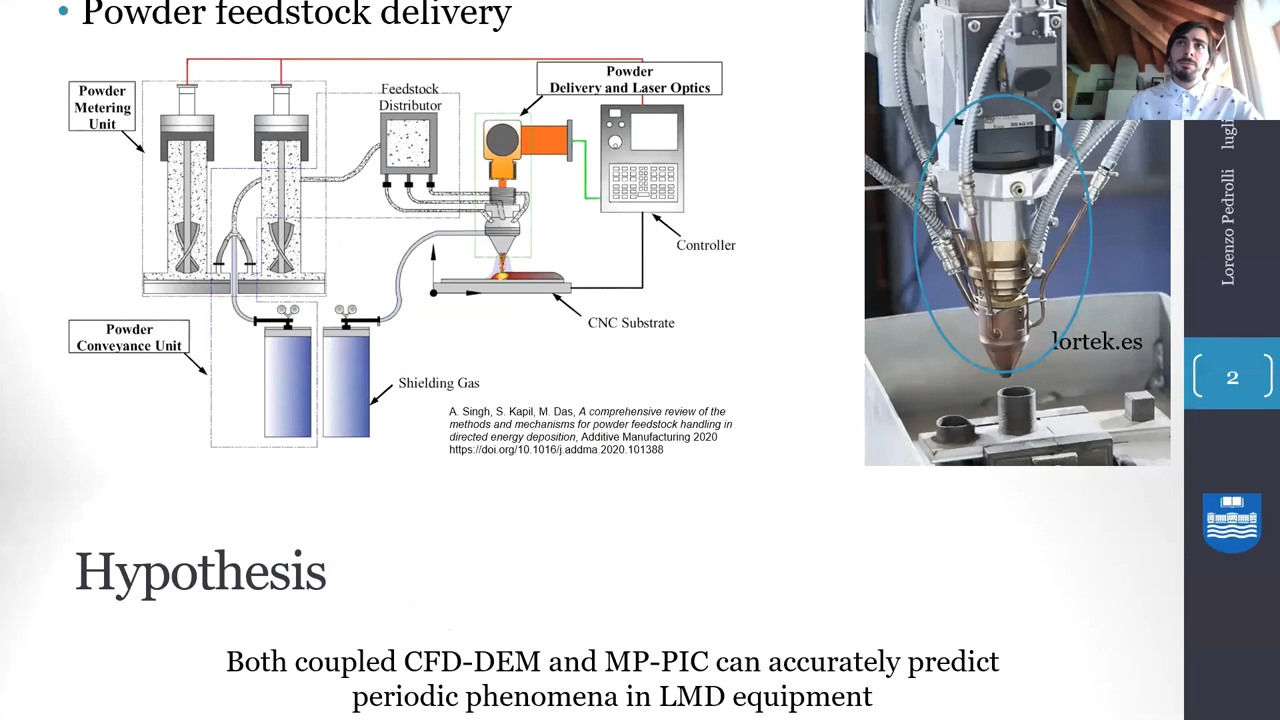 • Powder feedstock delivery
Powder
Metering
Unit
Feedstock
Distributor
Powder
Delivery and Laser Optics
Controller
CNC Substrate
Powder
Conveyance Unit
Shielding Gas
A. Singh, S. Kapil, M. Das, A comprehensive review of the
methods and mechanisms for powder feedstock handling in
directed energy deposition, Additive Manufacturing 2020
https://doi.org/10.1016/j.addma.2020.101388
lortek.es
Lorenzo Pedrolli
lugli
2
Hypothesis
Both coupled CFD-DEM and MP-PIC can accurately predict
periodic phenomena in LMD equipment